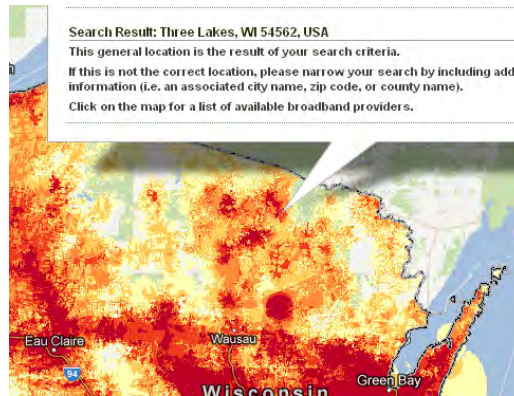 Search Result: Three Lakes, WI 54562, USA
This general location is the result of your search criteria.
If this is not the correct location, please narrow your search by including add
information (i.e. an associated city name, zip code, or county name).
Click on the map for a list of available broadband providers.
Eau Claire
Wausau
94
Green Bay
Wisconsin